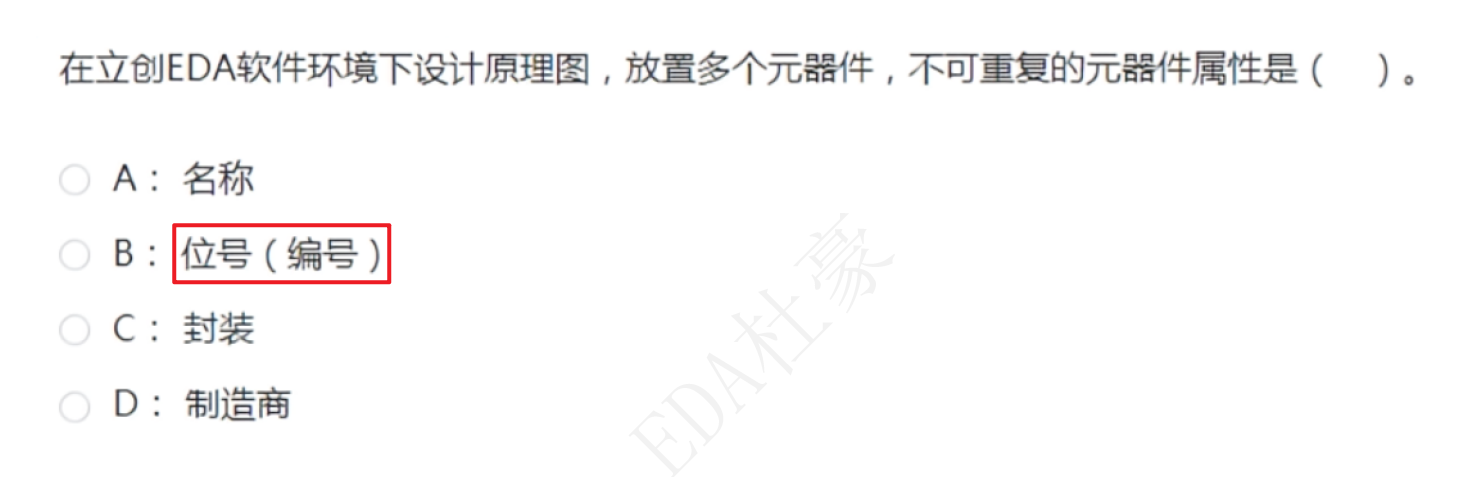 在立创EDA软件环境下设计原理图，放置多个元器件，不可重复的元器件属性是（　）。
A： 名称
B： 位号（编号）
C： 封装
D： 制造商
EDA杜豪